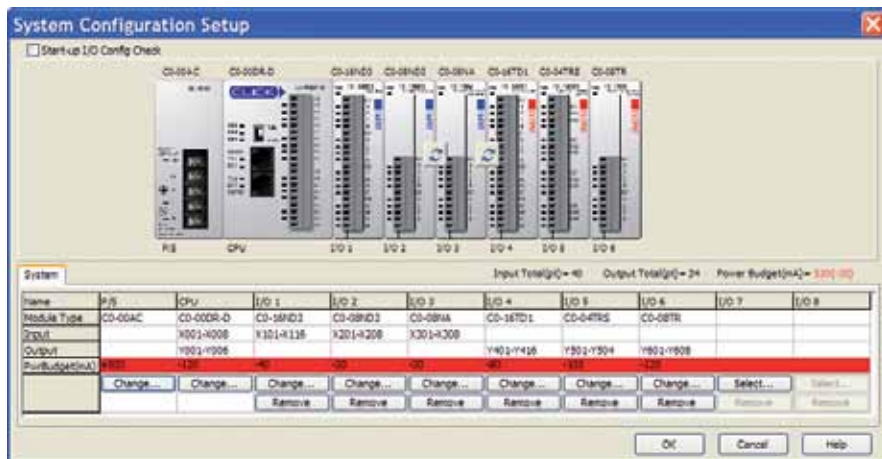 System Configuration Setup
Start-up I/O Config Check
C0-00AC C0-00DR-D C0-16ND3 C0-08ND3 C0-08NA C0-16TD1 C0-04TRS C0-08TR
CLICK
P/S CPU I/O 1 I/O 2 I/O 3 I/O 4 I/O 5 I/O 6
System Input Total(pt)= 40 Output Total(pt)= 34 Power Budget(mA)=
Name P/S CPU I/O 1 I/O 2 I/O 3 I/O 4 I/O 5 I/O 6 I/O 7 I/O 8
Module Type C0-00AC C0-00DR-D C0-16ND3 C0-08ND3 C0-08NA C0-16TD1 C0-04TRS C0-08TR
Input X001-X008 X101-X116 X201-X208 X301-X308
Output Y001-Y006 Y401-Y416 Y501-Y504 Y601-Y608
PwrBudget(mA) -120 -40 -80 -100 -120
Change... Change... Change... Change... Change... Change... Change... Change... Select... Select...
Remove Remove Remove Remove Remove Remove Remove Remove
OK Cancel Help